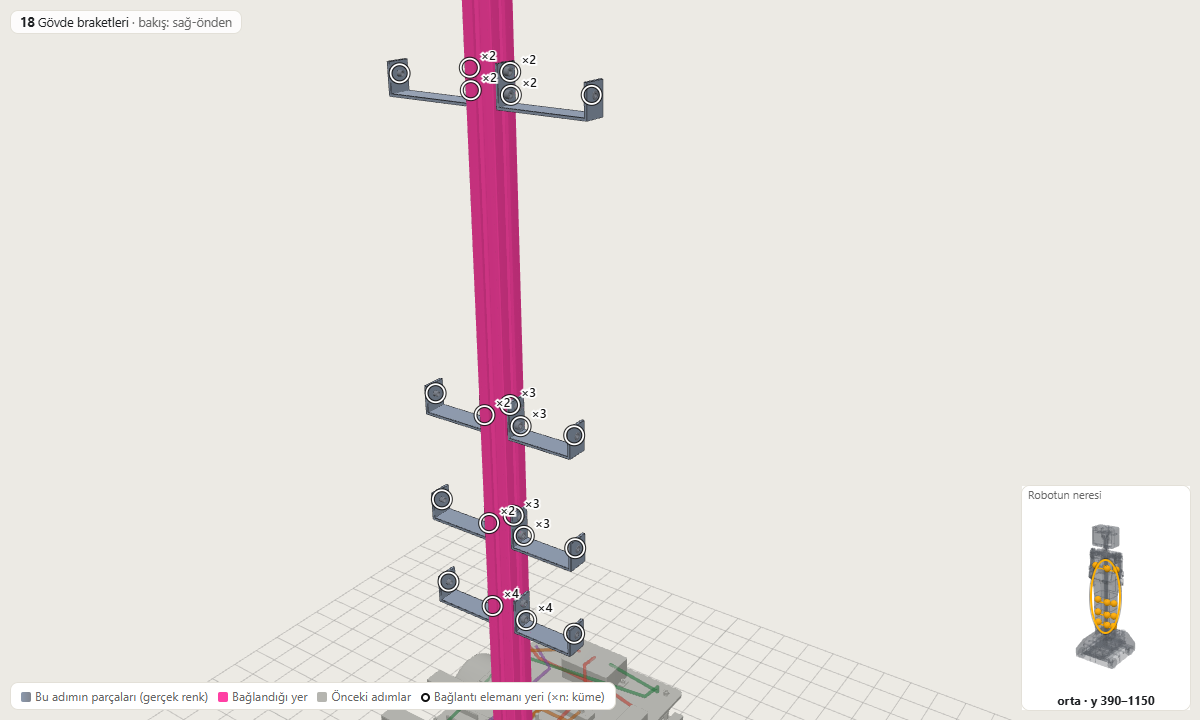 18 Gövde braketleri · bakış: sağ-önden
×2
×2
×2
×2
×3
×2
×3
×3
×2
×3
×4
×4
Robotun neresi
orta · y 390–1150
Bu adımın parçaları (gerçek renk)
Bağlandığı yer
Önceki adımlar
Bağlantı elemanı yeri (×n: küme)